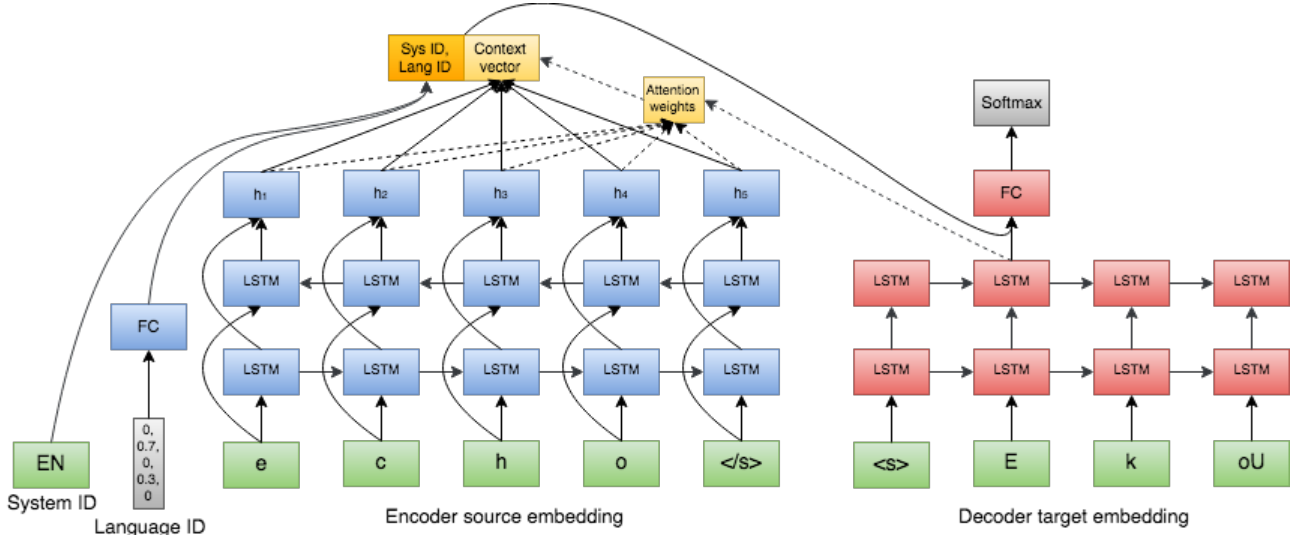 Sys ID,
Lang ID
Context
vector
Attention
weights
Softmax
h1
h2
h3
h4
h5
FC
LSTM
LSTM
LSTM
LSTM
LSTM
LSTM
LSTM
LSTM
LSTM
FC
LSTM
LSTM
LSTM
LSTM
LSTM
LSTM
LSTM
LSTM
LSTM
EN
0,
0.7,
0,
0.3,
0
e
c
h
o
</s>
<s>
E
k
oU
System ID
Language ID
Encoder source embedding
Decoder target embedding